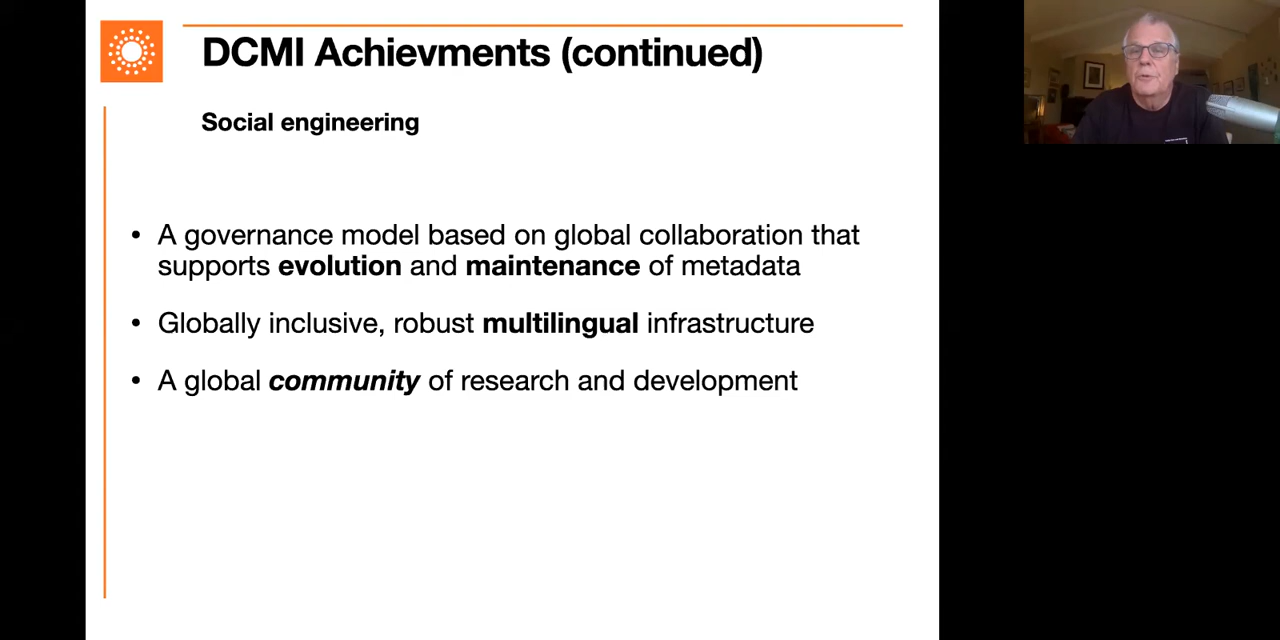 DCMI Achievments (continued)
Social engineering
• A governance model based on global collaboration that
supports evolution and maintenance of metadata
• Globally inclusive, robust multilingual infrastructure
• A global community of research and development